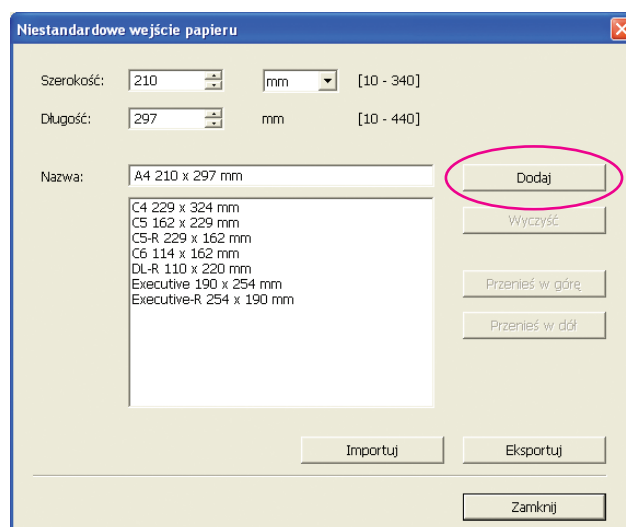 Niestandardowe wejście papieru
Szerokość: 210 mm [10 - 340]
Długość: 297 mm [10 - 440]
Nazwa: A4 210 x 297 mm Dodaj
C4 229 x 324 mm
C5 162 x 229 mm
C5-R 229 x 162 mm
C6 114 x 162 mm
DL-R 110 x 220 mm
Executive 190 x 254 mm
Executive-R 254 x 190 mm
Wyczyść
Przenieś w górę
Przenieś w dół
Importuj Eksportuj
Zamknij